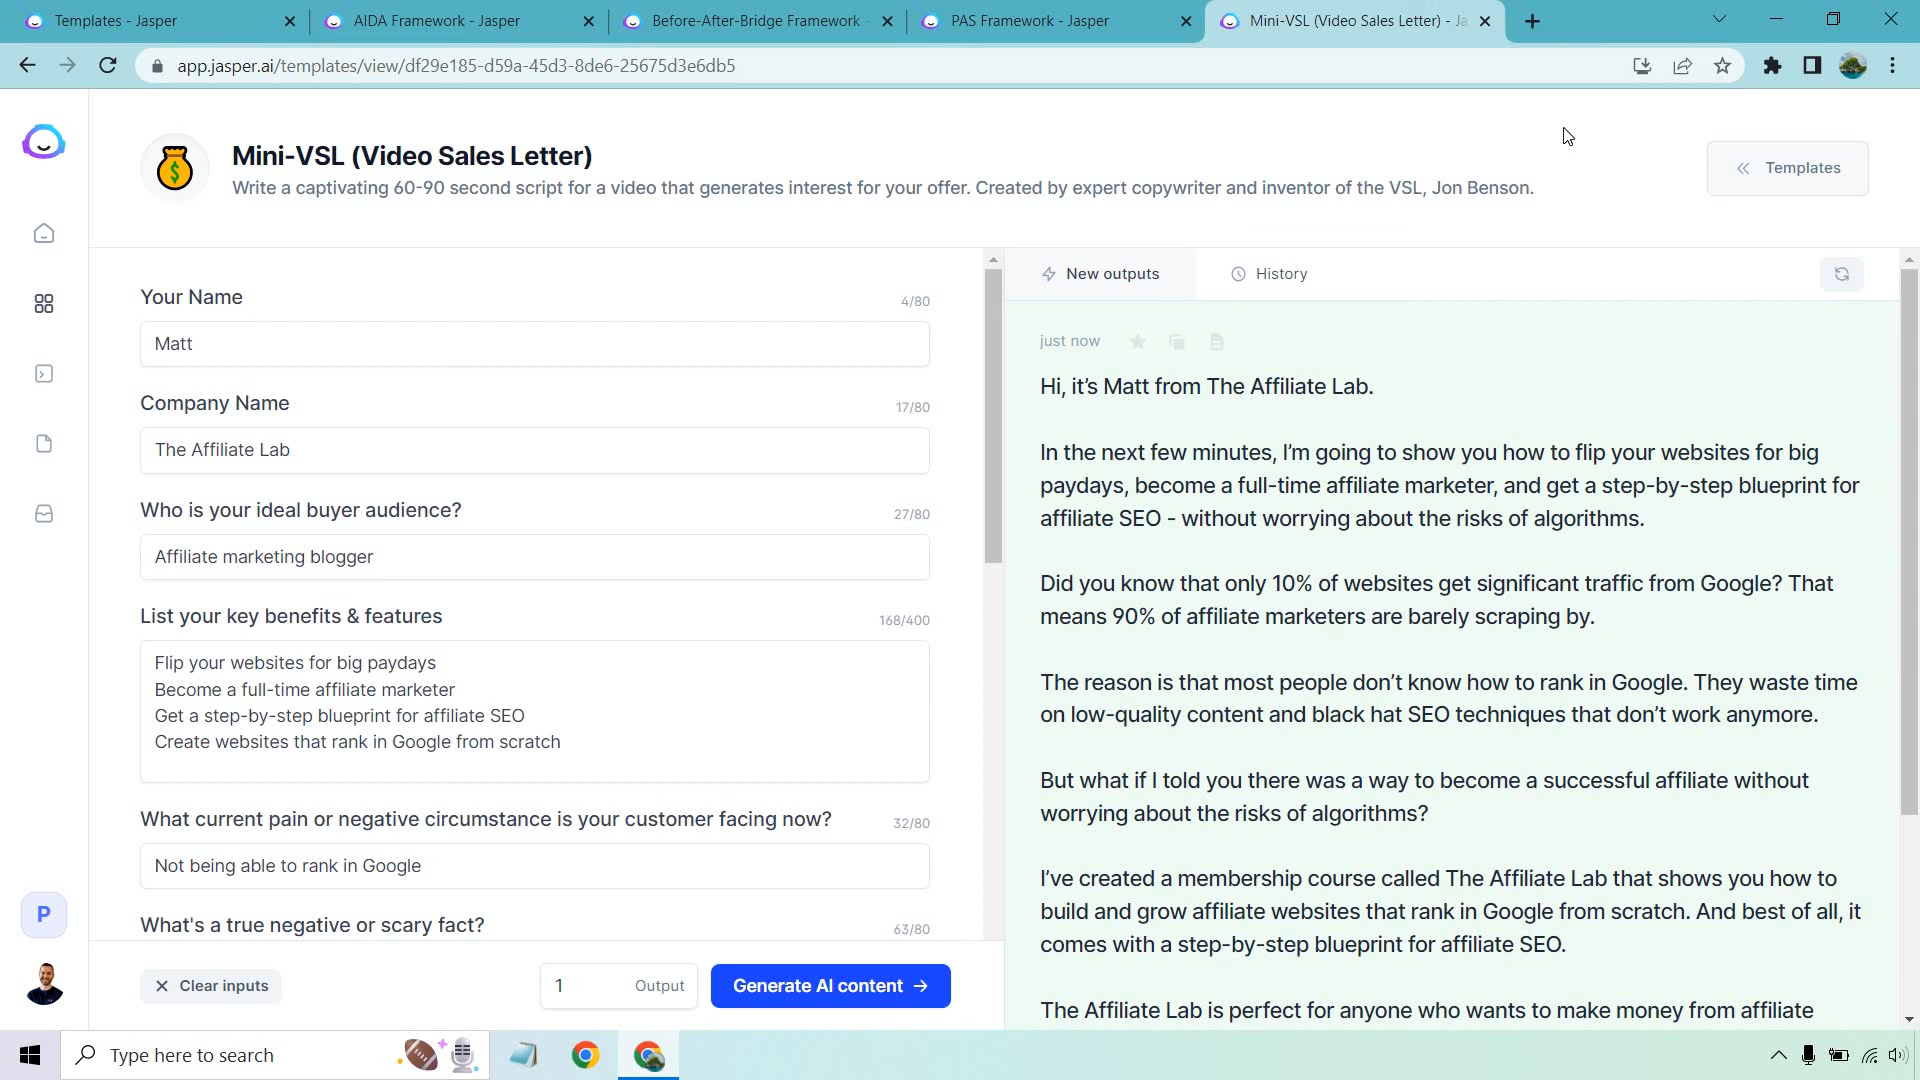 Templates - Jasper
AIDA Framework - Jasper
Before-After-Bridge Framework
PAS Framework - Jasper
Mini-VSL (Video Sales Letter) - Ja
app.jasper.ai/templates/view/df29e185-d59a-45d3-8de6-25675d3e6db5
Mini-VSL (Video Sales Letter)
Write a captivating 60-90 second script for a video that generates interest for your offer. Created by expert copywriter and inventor of the VSL, Jon Benson.
Templates
Your Name
4/80
Matt
Company Name
17/80
The Affiliate Lab
Who is your ideal buyer audience?
27/80
Affiliate marketing blogger
List your key benefits & features
168/400
Flip your websites for big paydays
Become a full-time affiliate marketer
Get a step-by-step blueprint for affiliate SEO
Create websites that rank in Google from scratch
What current pain or negative circumstance is your customer facing now?
32/80
Not being able to rank in Google
What's a true negative or scary fact?
63/80
Clear inputs
1
Output
Generate AI content
New outputs
History
just now
Hi, it’s Matt from The Affiliate Lab.
In the next few minutes, I’m going to show you how to flip your websites for big
paydays, become a full-time affiliate marketer, and get a step-by-step blueprint for
affiliate SEO - without worrying about the risks of algorithms.
Did you know that only 10% of websites get significant traffic from Google? That
means 90% of affiliate marketers are barely scraping by.
The reason is that most people don’t know how to rank in Google. They waste time
on low-quality content and black hat SEO techniques that don’t work anymore.
But what if I told you there was a way to become a successful affiliate without
worrying about the risks of algorithms?
I’ve created a membership course called The Affiliate Lab that shows you how to
build and grow affiliate websites that rank in Google from scratch. And best of all, it
comes with a step-by-step blueprint for affiliate SEO.
The Affiliate Lab is perfect for anyone who wants to make money from affiliate
P
Type here to search